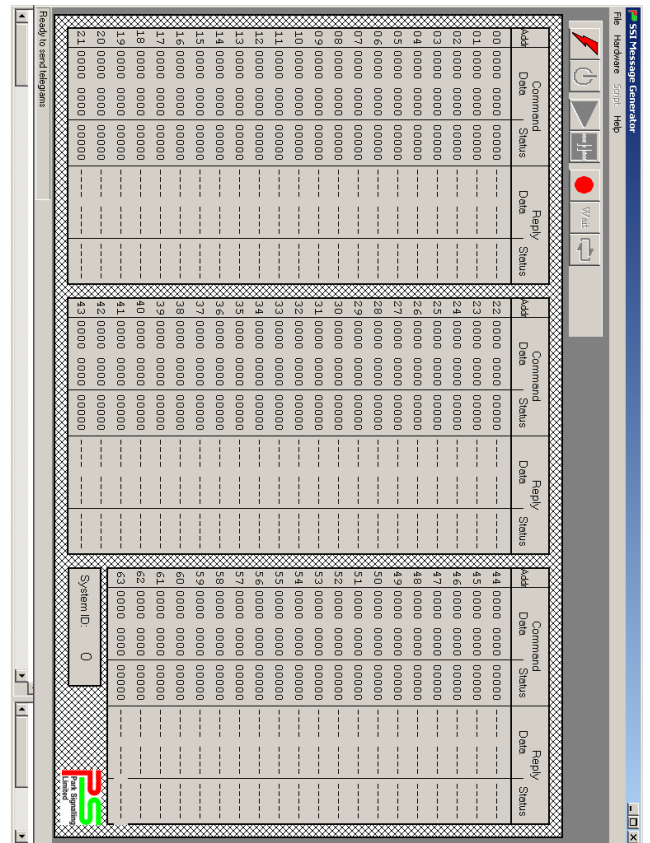 SSI Message Generator
File Hardware Script Help
Wait
Command Reply
Addr Data Status Data Status
00 0000 0000 00000 ---- ---- -----
01 0000 0000 00000 ---- ---- -----
02 0000 0000 00000 ---- ---- -----
03 0000 0000 00000 ---- ---- -----
04 0000 0000 00000 ---- ---- -----
05 0000 0000 00000 ---- ---- -----
06 0000 0000 00000 ---- ---- -----
07 0000 0000 00000 ---- ---- -----
08 0000 0000 00000 ---- ---- -----
09 0000 0000 00000 ---- ---- -----
10 0000 0000 00000 ---- ---- -----
11 0000 0000 00000 ---- ---- -----
12 0000 0000 00000 ---- ---- -----
13 0000 0000 00000 ---- ---- -----
14 0000 0000 00000 ---- ---- -----
15 0000 0000 00000 ---- ---- -----
16 0000 0000 00000 ---- ---- -----
17 0000 0000 00000 ---- ---- -----
18 0000 0000 00000 ---- ---- -----
19 0000 0000 00000 ---- ---- -----
20 0000 0000 00000 ---- ---- -----
21 0000 0000 00000 ---- ---- -----
Command Reply
Addr Data Status Data Status
22 0000 0000 00000 ---- ---- -----
23 0000 0000 00000 ---- ---- -----
24 0000 0000 00000 ---- ---- -----
25 0000 0000 00000 ---- ---- -----
26 0000 0000 00000 ---- ---- -----
27 0000 0000 00000 ---- ---- -----
28 0000 0000 00000 ---- ---- -----
29 0000 0000 00000 ---- ---- -----
30 0000 0000 00000 ---- ---- -----
31 0000 0000 00000 ---- ---- -----
32 0000 0000 00000 ---- ---- -----
33 0000 0000 00000 ---- ---- -----
34 0000 0000 00000 ---- ---- -----
35 0000 0000 00000 ---- ---- -----
36 0000 0000 00000 ---- ---- -----
37 0000 0000 00000 ---- ---- -----
38 0000 0000 00000 ---- ---- -----
39 0000 0000 00000 ---- ---- -----
40 0000 0000 00000 ---- ---- -----
41 0000 0000 00000 ---- ---- -----
42 0000 0000 00000 ---- ---- -----
43 0000 0000 00000 ---- ---- -----
Command Reply
Addr Data Status Data Status
44 0000 0000 00000 ---- ---- -----
45 0000 0000 00000 ---- ---- -----
46 0000 0000 00000 ---- ---- -----
47 0000 0000 00000 ---- ---- -----
48 0000 0000 00000 ---- ---- -----
49 0000 0000 00000 ---- ---- -----
50 0000 0000 00000 ---- ---- -----
51 0000 0000 00000 ---- ---- -----
52 0000 0000 00000 ---- ---- -----
53 0000 0000 00000 ---- ---- -----
54 0000 0000 00000 ---- ---- -----
55 0000 0000 00000 ---- ---- -----
56 0000 0000 00000 ---- ---- -----
57 0000 0000 00000 ---- ---- -----
58 0000 0000 00000 ---- ---- -----
59 0000 0000 00000 ---- ---- -----
60 0000 0000 00000 ---- ---- -----
61 0000 0000 00000 ---- ---- -----
62 0000 0000 00000 ---- ---- -----
63 0000 0000 00000 ---- ---- -----
System ID: 0
PS
Park Signalling
Limited
Ready to send telegams